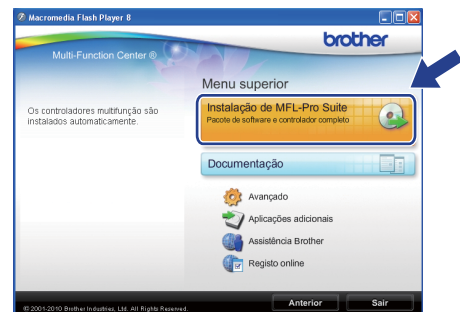 Macromedia Flash Player 8
brother
Multi-Function Center ®
Menu superior
Os controladores multifunção são
instalados automaticamente.
Instalação de MFL-Pro Suite
Pacote de software e controlador completo
Documentação
Avançado
Aplicações adicionais
Assistência Brother
Registo online
© 2001-2010 Brother Industries, Ltd. All Rights Reserved.
Anterior
Sair